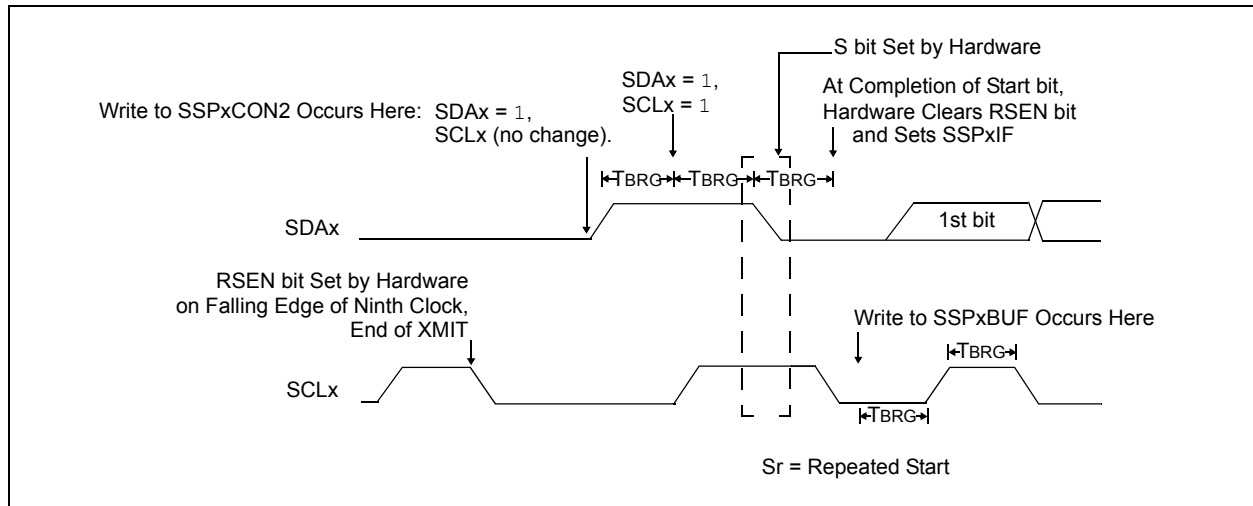 S bit Set by Hardware
SDAx = 1,
SCLx = 1
At Completion of Start bit,
Hardware Clears RSEN bit
and Sets SSPxIF
Write to SSPxCON2 Occurs Here: SDAx = 1,
SCLx (no change).
TBRG TBRG TBRG
SDAx
1st bit
RSEN bit Set by Hardware
on Falling Edge of Ninth Clock,
End of XMIT
Write to SSPxBUF Occurs Here
TBRG
SCLx
TBRG
Sr = Repeated Start